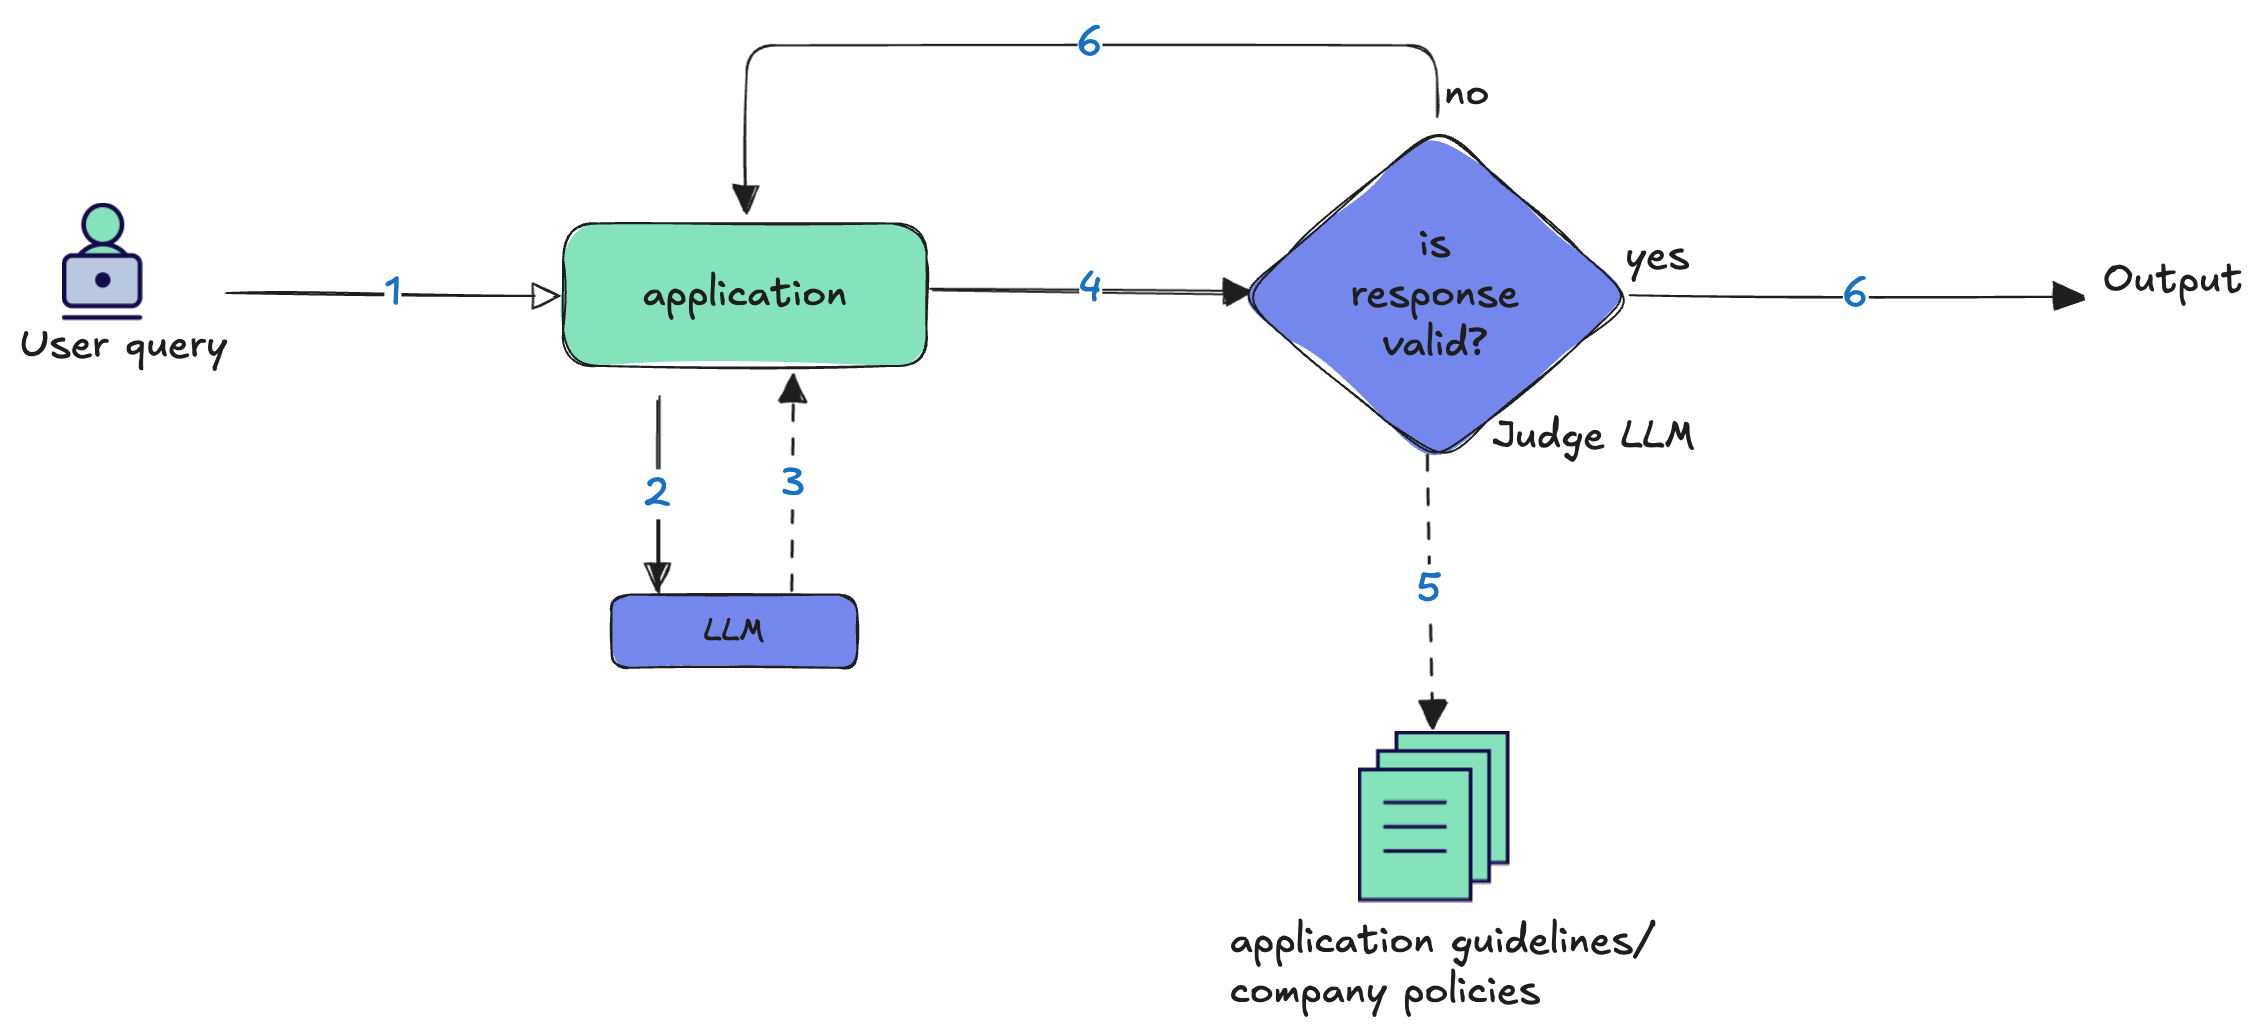 6
no
User query
1
application
4
is
response
valid?
yes
6
Output
Judge LLM
2
3
LLM
5
application guidelines/
company policies